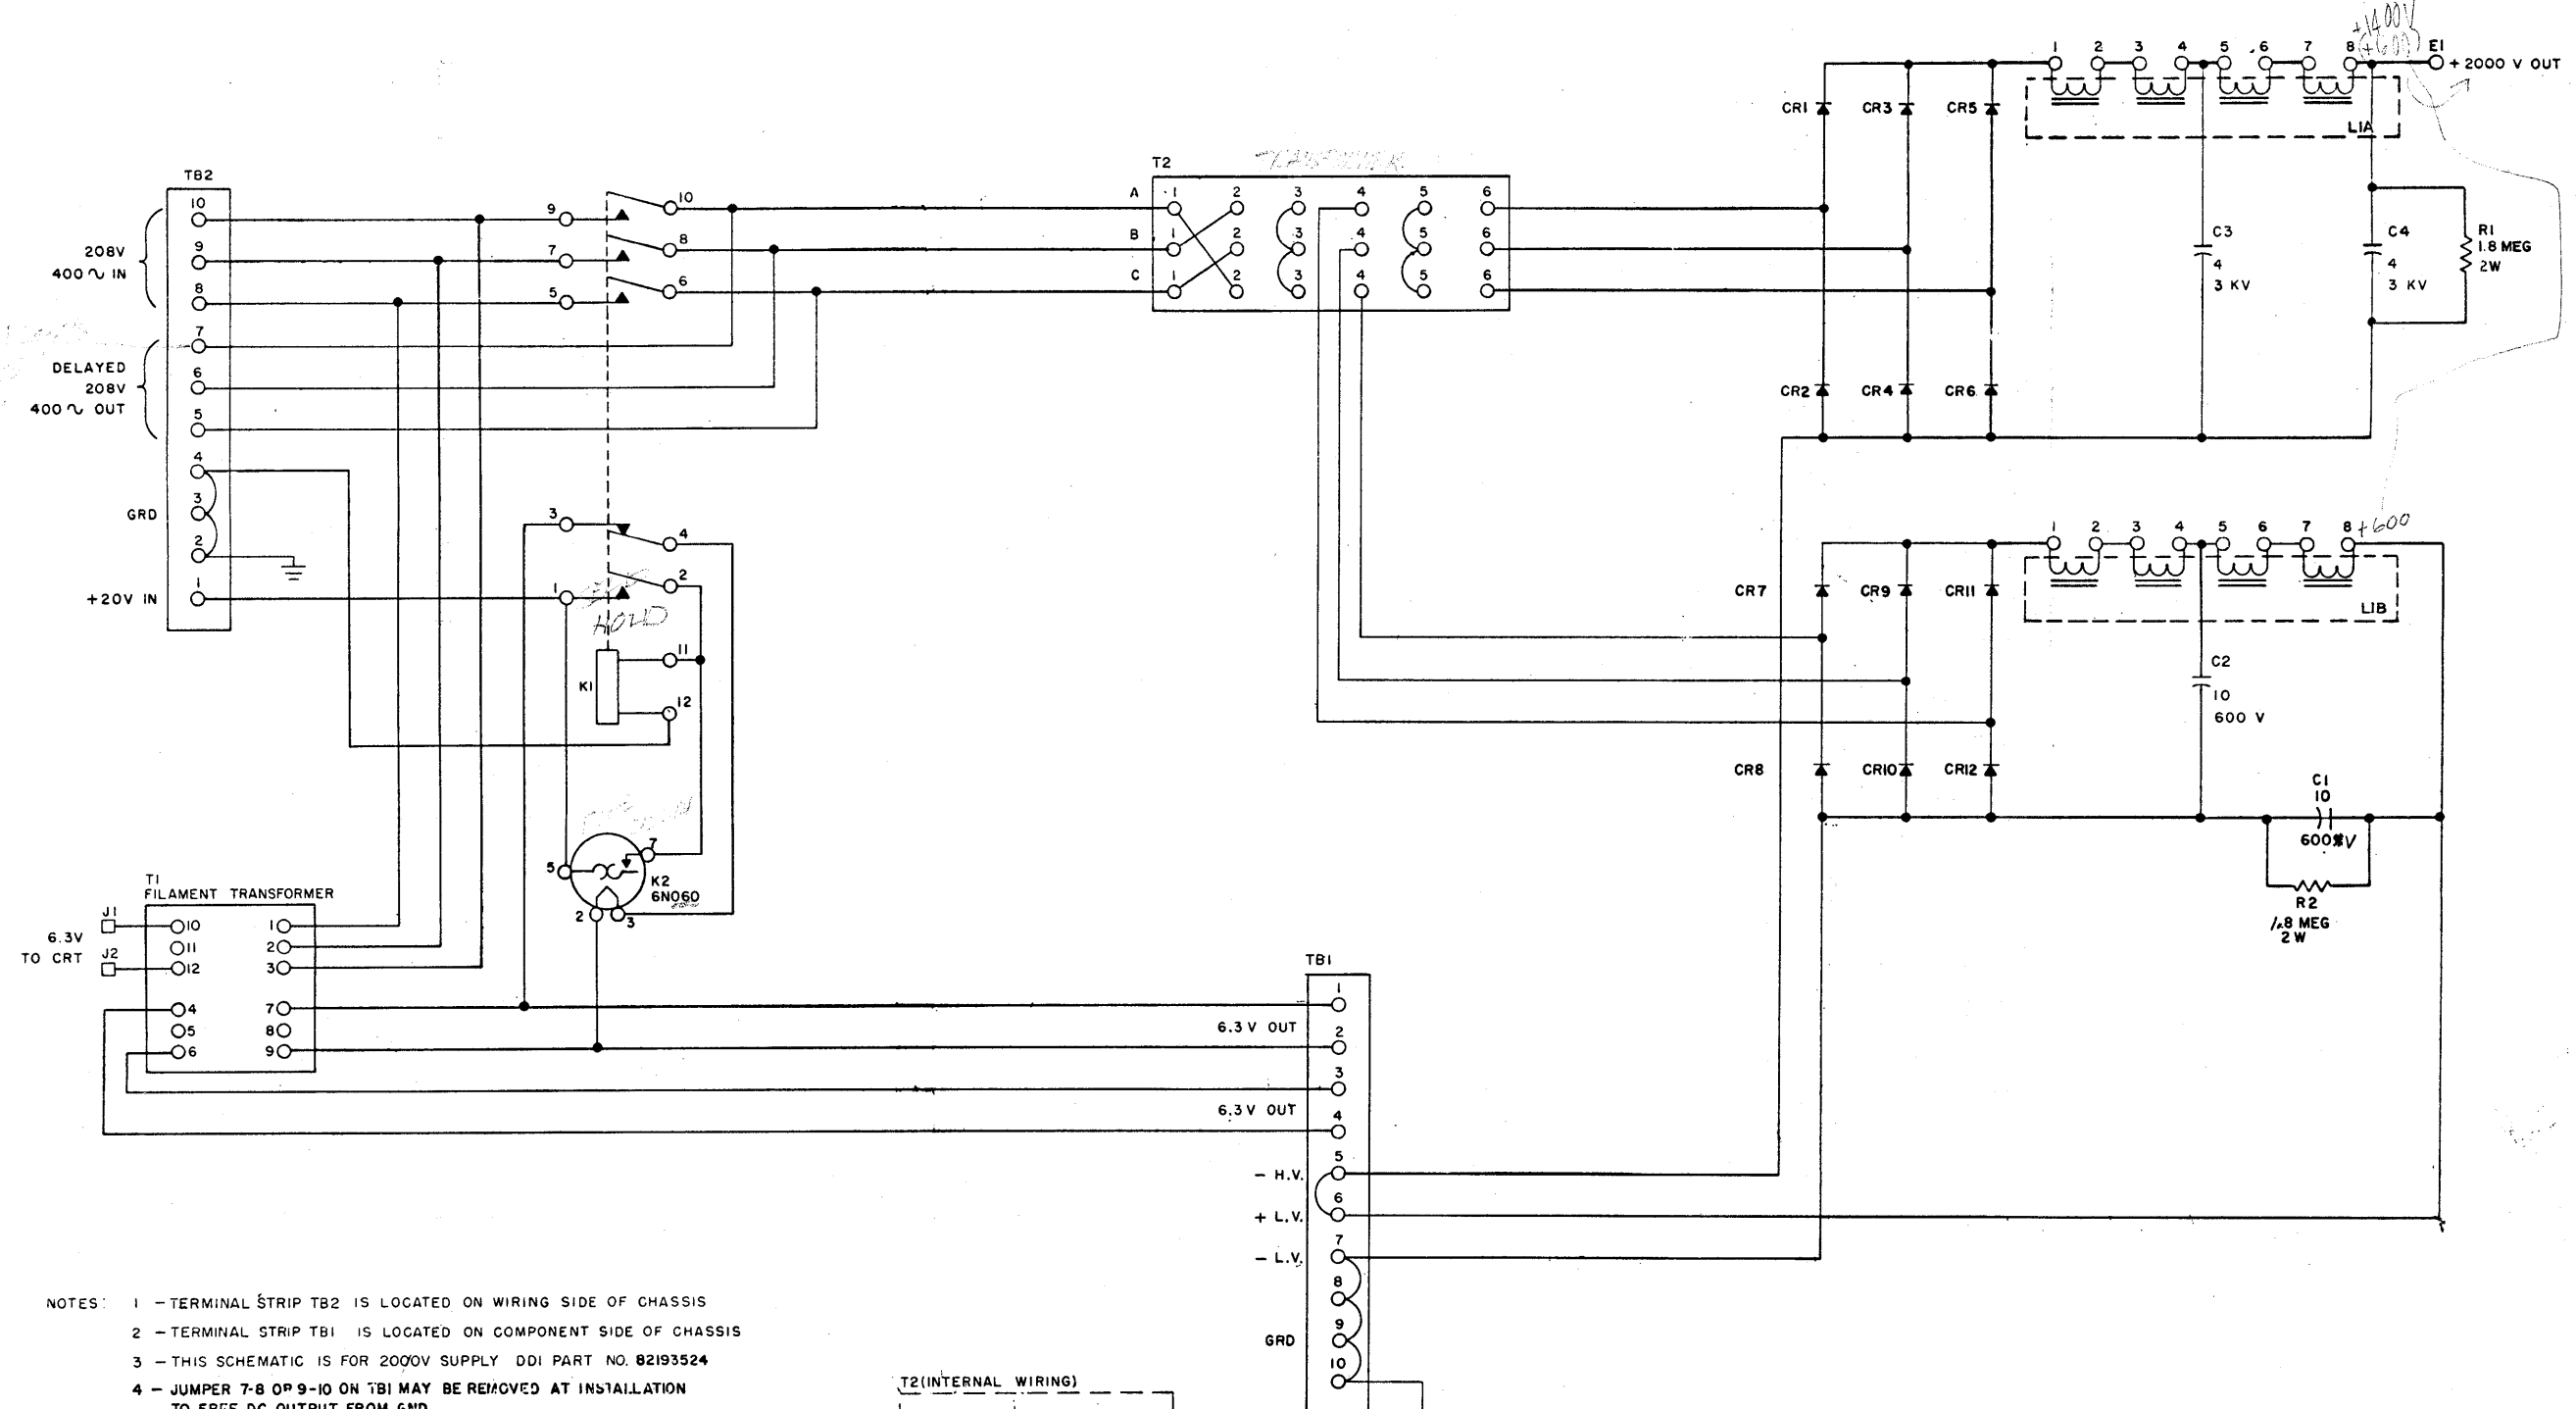 +1400V
+600
E1
+ 2000 V OUT
1 2 3 4 5 6 7 8
CR1 CR3 CR5
L1A
TB2
T2
10
9
8
7
6
5
4
3
2
1
208V
400 ∿ IN
DELAYED
208V
400 ∿ OUT
GRD
+20V IN
9 10
7 8
5 6
A 1 2 3 4 5 6
B 1 2 3 4 5 6
C 1 2 3 4 5 6
C3
4
3 KV
C4
4
3 KV
R1
1.8 MEG
2W
CR2 CR4 CR6
3 4
1 2
HOLD
11
K1
12
1 2 3 4 5 6 7 8 +600
CR7 CR9 CR11
L1B
C2
10
600 V
CR8 CR10 CR12
C1
10
600 V
R2
1.8 MEG
2W
7
5
K2
6N060
2 3
T1
FILAMENT TRANSFORMER
J1
6.3V
TO CRT
J2
10 1
11 2
12 3
4 7
5 8
6 9
TB1
1
6.3 V OUT
2
3
6.3 V OUT
4
5
- H.V.
6
+ L.V.
7
- L.V.
8
9
GRD
10
NOTES: 1 - TERMINAL STRIP TB2 IS LOCATED ON WIRING SIDE OF CHASSIS
2 - TERMINAL STRIP TB1 IS LOCATED ON COMPONENT SIDE OF CHASSIS
3 - THIS SCHEMATIC IS FOR 2000V SUPPLY DDI PART NO. 82193524
4 - JUMPER 7-8 OR 9-10 ON TB1 MAY BE REMOVED AT INSTALLATION
TO FREE DC OUTPUT FROM GND
T2 (INTERNAL WIRING)